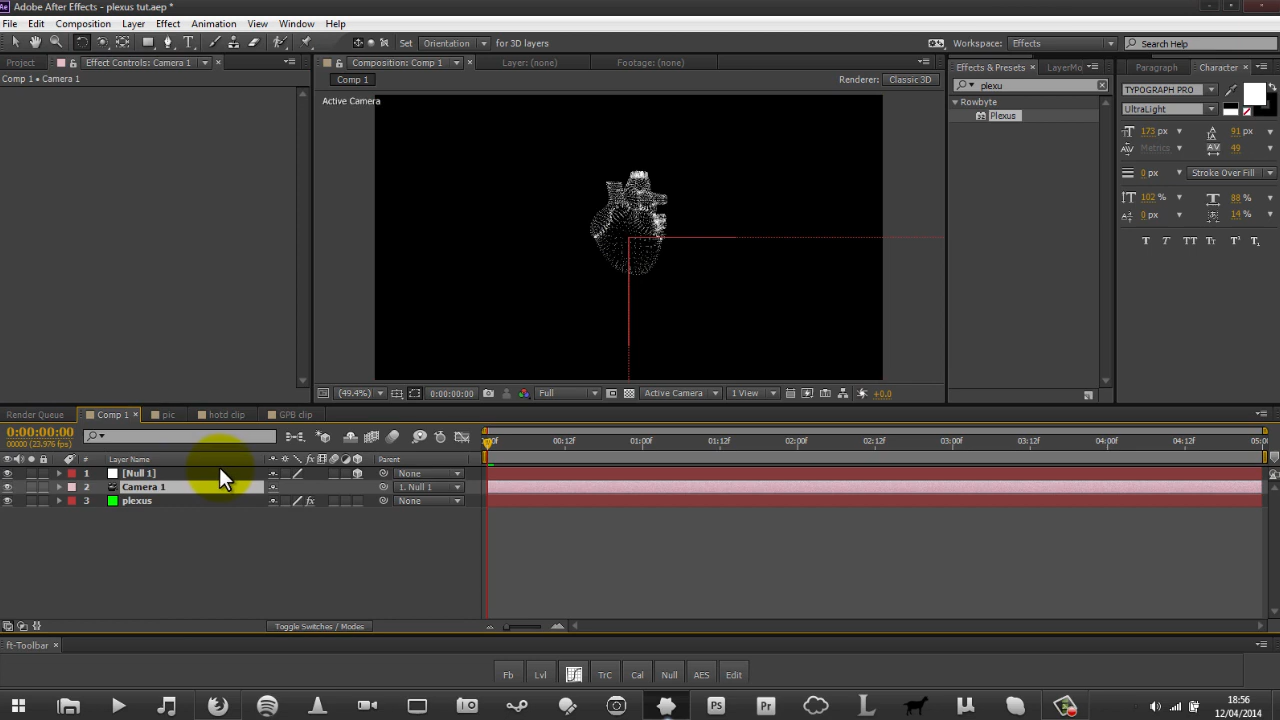 Adobe After Effects - plexus tut.aep *
File Edit Composition Layer Effect Animation View Window Help
Set Orientation for 3D layers Workspace: Effects Search Help
Project Effect Controls: Camera 1 Composition: Comp 1 Layer: (none) Footage: (none) Effects & Presets LayerMo Paragraph Character
Comp 1 • Camera 1 Comp 1 Renderer: Classic 3D plexu TYPOGRAPH PRO
Active Camera Rowbyte UltraLight
Plexus
173 px 91 px
Metrics 49
0 px Stroke Over Fill
102 % 88 %
0 px 14 %
T T TT Tr T¹ T₁
(49.4%) 0:00:00:00 Full Active Camera 1 View +0.0
Render Queue Comp 1 pic hotd clip GPB clip
0:00:00:00
00000 (23.976 fps)
00f 00:12f 01:00f 01:12f 02:00f 02:12f 03:00f 03:12f 04:00f 04:12f 05:0
# Layer Name Parent
1 [Null 1] None
2 Camera 1 1. Null 1
3 plexus None
Toggle Switches / Modes
ft-Toolbar
Fb Lvl TrC Cal Null AES Edit
18:56
12/04/2014